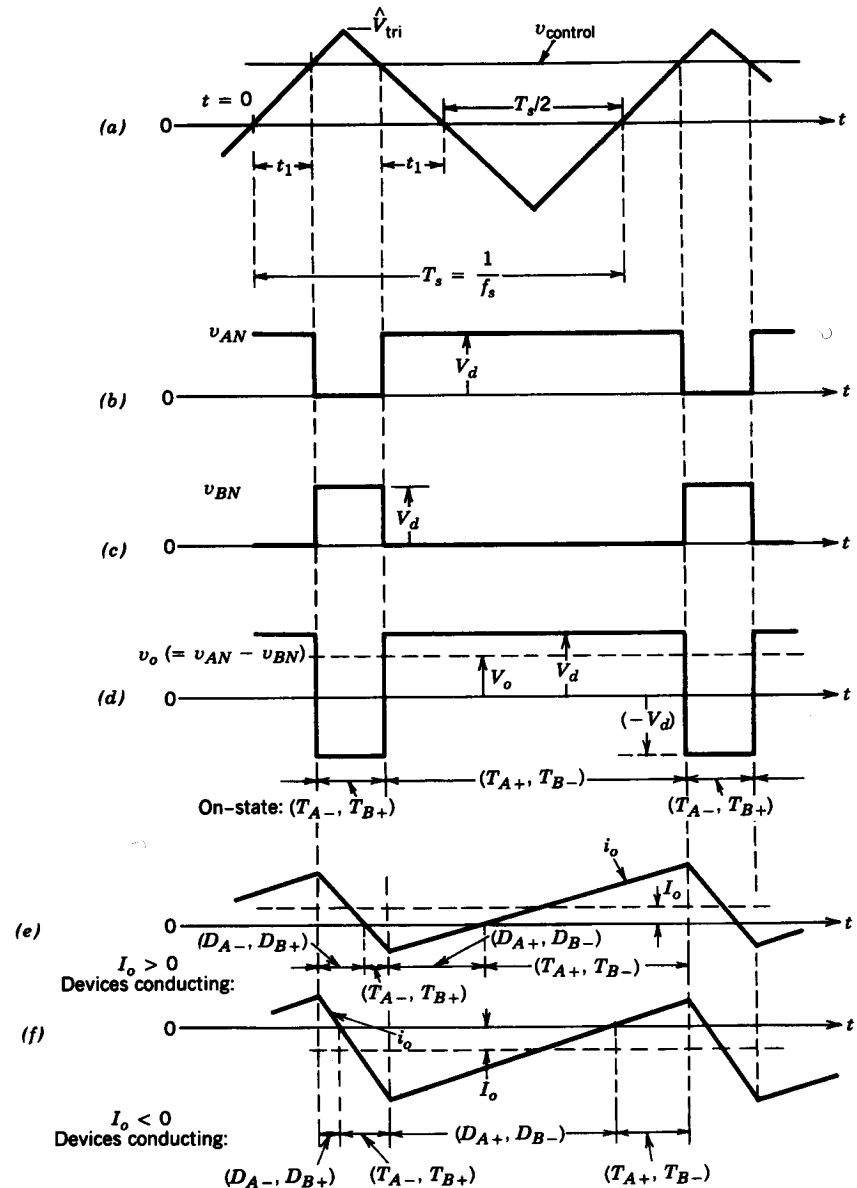 V̂tri
vcontrol
t = 0
Ts/2
(a)
0
t
t1
t1
Ts = 1/fs
vAN
Vd
(b)
0
t
vBN
Vd
(c)
0
t
vo (= vAN − vBN)
Vo
Vd
(d)
0
t
(−Vd)
(TA+, TB−)
On-state: (TA−, TB+)
(TA−, TB+)
io
Io
(e)
0
t
(DA−, DB+)
(DA+, DB−)
Io > 0
Devices conducting:
(TA−, TB+)
(TA+, TB−)
(f)
0
t
io
Io
Io < 0
Devices conducting:
(DA+, DB−)
(DA−, DB+)
(TA−, TB+)
(TA+, TB−)